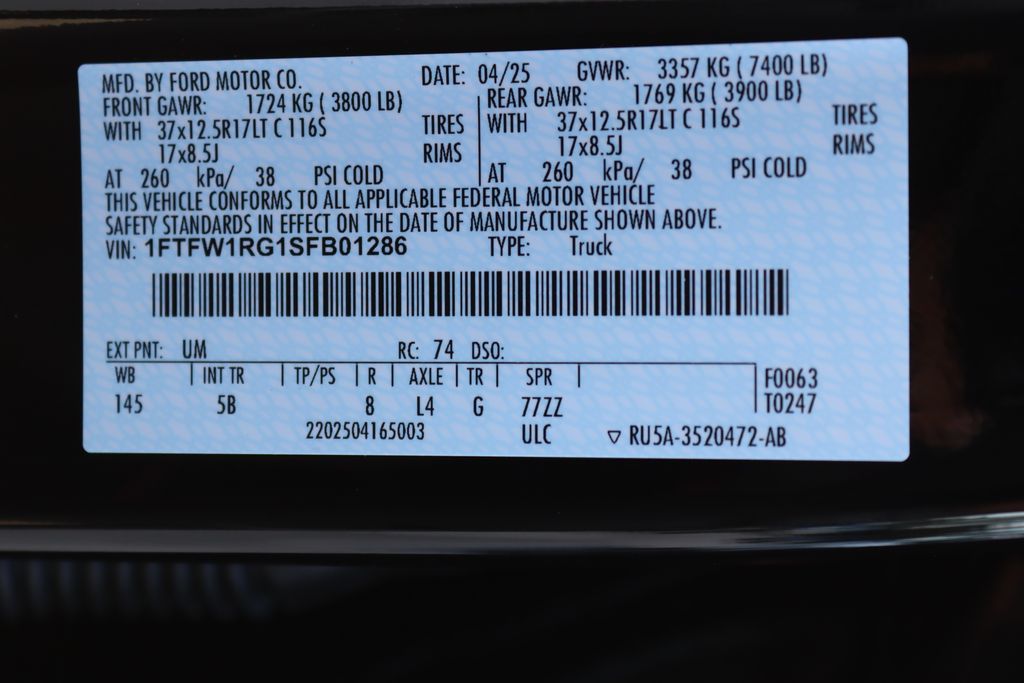 MFD. BY FORD MOTOR CO. DATE: 04/25 GVWR: 3357 KG ( 7400 LB)
FRONT GAWR: 1724 KG ( 3800 LB) REAR GAWR: 1769 KG ( 3900 LB)
WITH 37x12.5R17LT C 116S TIRES WITH 37x12.5R17LT C 116S TIRES
17x8.5J RIMS 17x8.5J RIMS
AT 260 kPa/ 38 PSI COLD AT 260 kPa/ 38 PSI COLD
THIS VEHICLE CONFORMS TO ALL APPLICABLE FEDERAL MOTOR VEHICLE
SAFETY STANDARDS IN EFFECT ON THE DATE OF MANUFACTURE SHOWN ABOVE.
VIN: 1FTFW1RG1SFB01286 TYPE: Truck
EXT PNT: UM RC: 74 DSO:
WB | INT TR | TP/PS | R | AXLE | TR | SPR | F0063
145 5B 8 L4 G 77ZZ T0247
2202504165003 ULC ▽ RU5A-3520472-AB